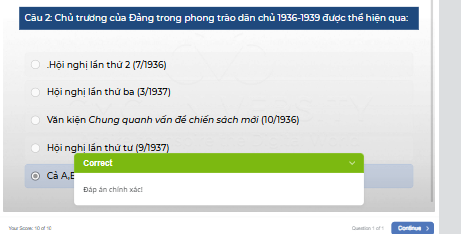 Câu 2: Chủ trương của Đảng trong phong trào dân chủ 1936-1939 được thể hiện qua:
.Hội nghị lần thứ 2 (7/1936)
Hội nghị lần thứ ba (3/1937)
Văn kiện Chung quanh vấn đề chiến sách mới (10/1936)
Hội nghị lần thứ tư (9/1937)
Correct
Cả A,
Đáp án chính xác!
Your Score: 10 of 10
Question 1 of 1
Continue